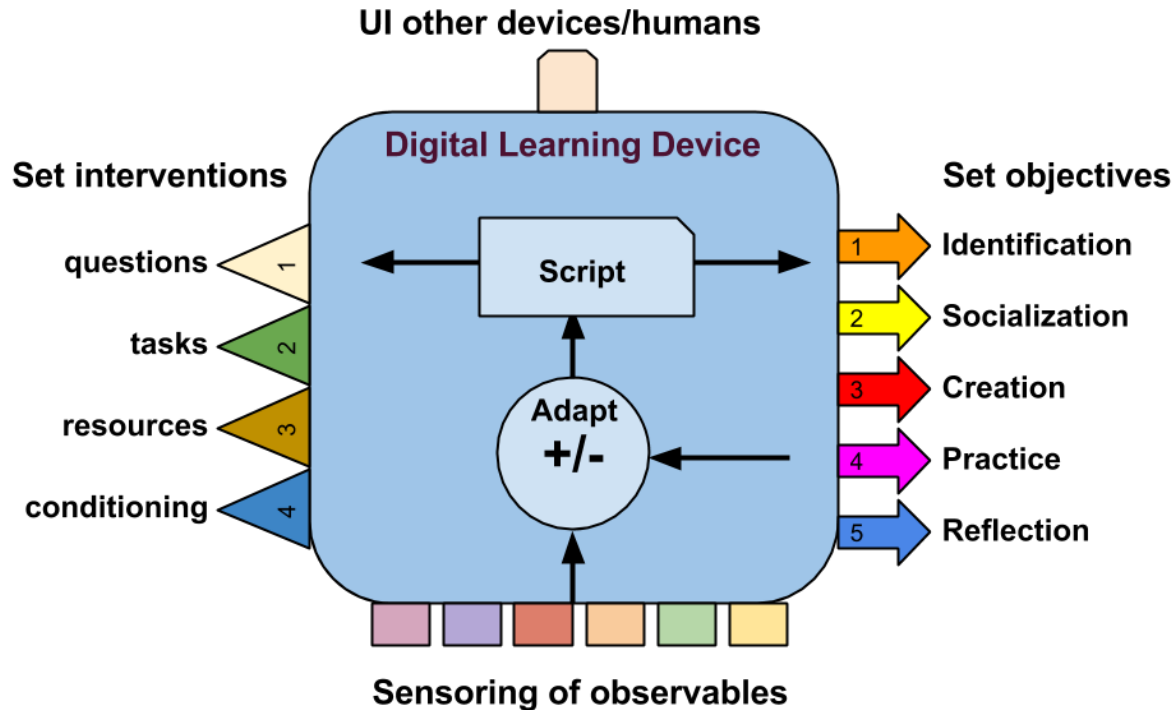 UI other devices/humans
Digital Learning Device
Set interventions
Set objectives
questions
1
tasks
2
resources
3
conditioning
4
Script
Adapt
+/-
1
Identification
2
Socialization
3
Creation
4
Practice
5
Reflection
Sensoring of observables